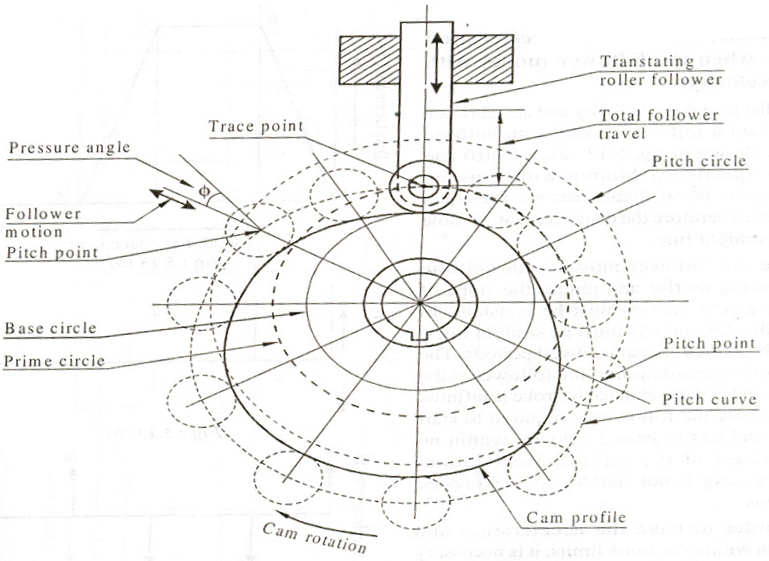 Transtating
roller follower
Total follower
travel
Trace point
Pitch circle
Pressure angle
ϕ
Follower
motion
Pitch point
Base circle
Prime circle
Pitch point
Pitch curve
Cam profile
Cam rotation